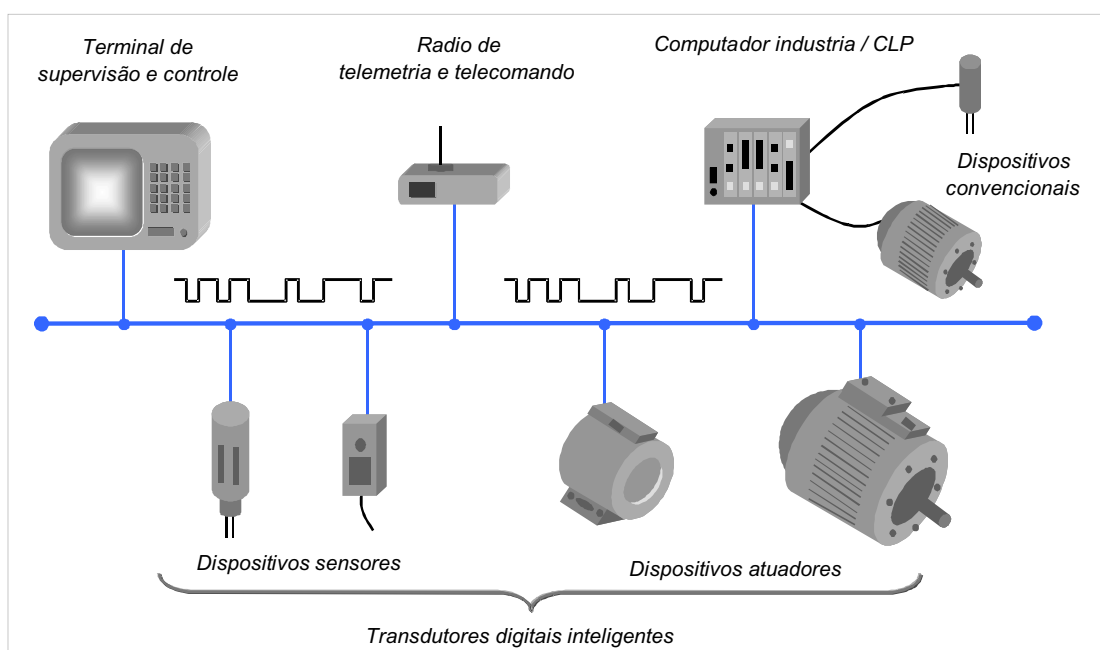 Terminal de
supervisão e controle
Radio de
telemetria e telecomando
Computador industria / CLP
Dispositivos
convencionais
Dispositivos sensores
Dispositivos atuadores
Transdutores digitais inteligentes